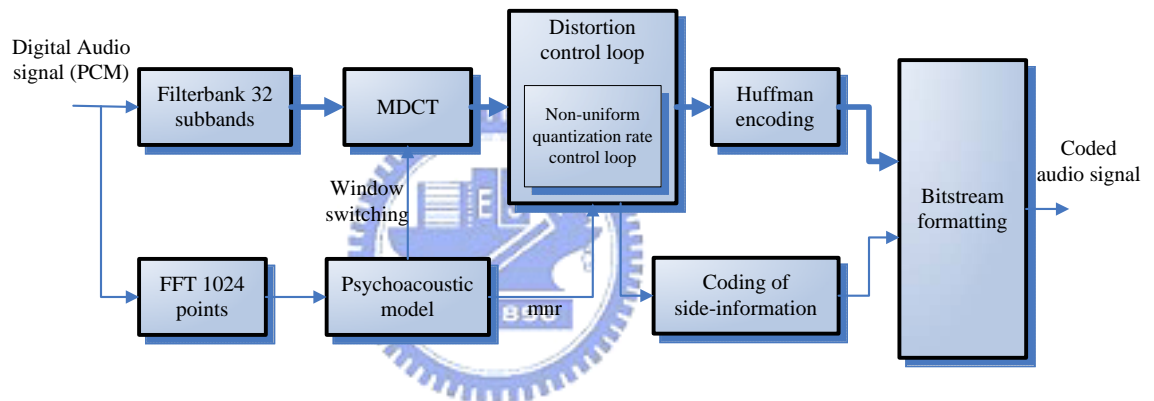 Digital Audio
signal (PCM)
Filterbank 32
subbands
MDCT
Distortion
control loop
Non-uniform
quantization rate
control loop
Huffman
encoding
Bitstream
formatting
Coded
audio signal
Window
switching
FFT 1024
points
Psychoacoustic
model
mnr
Coding of
side-information